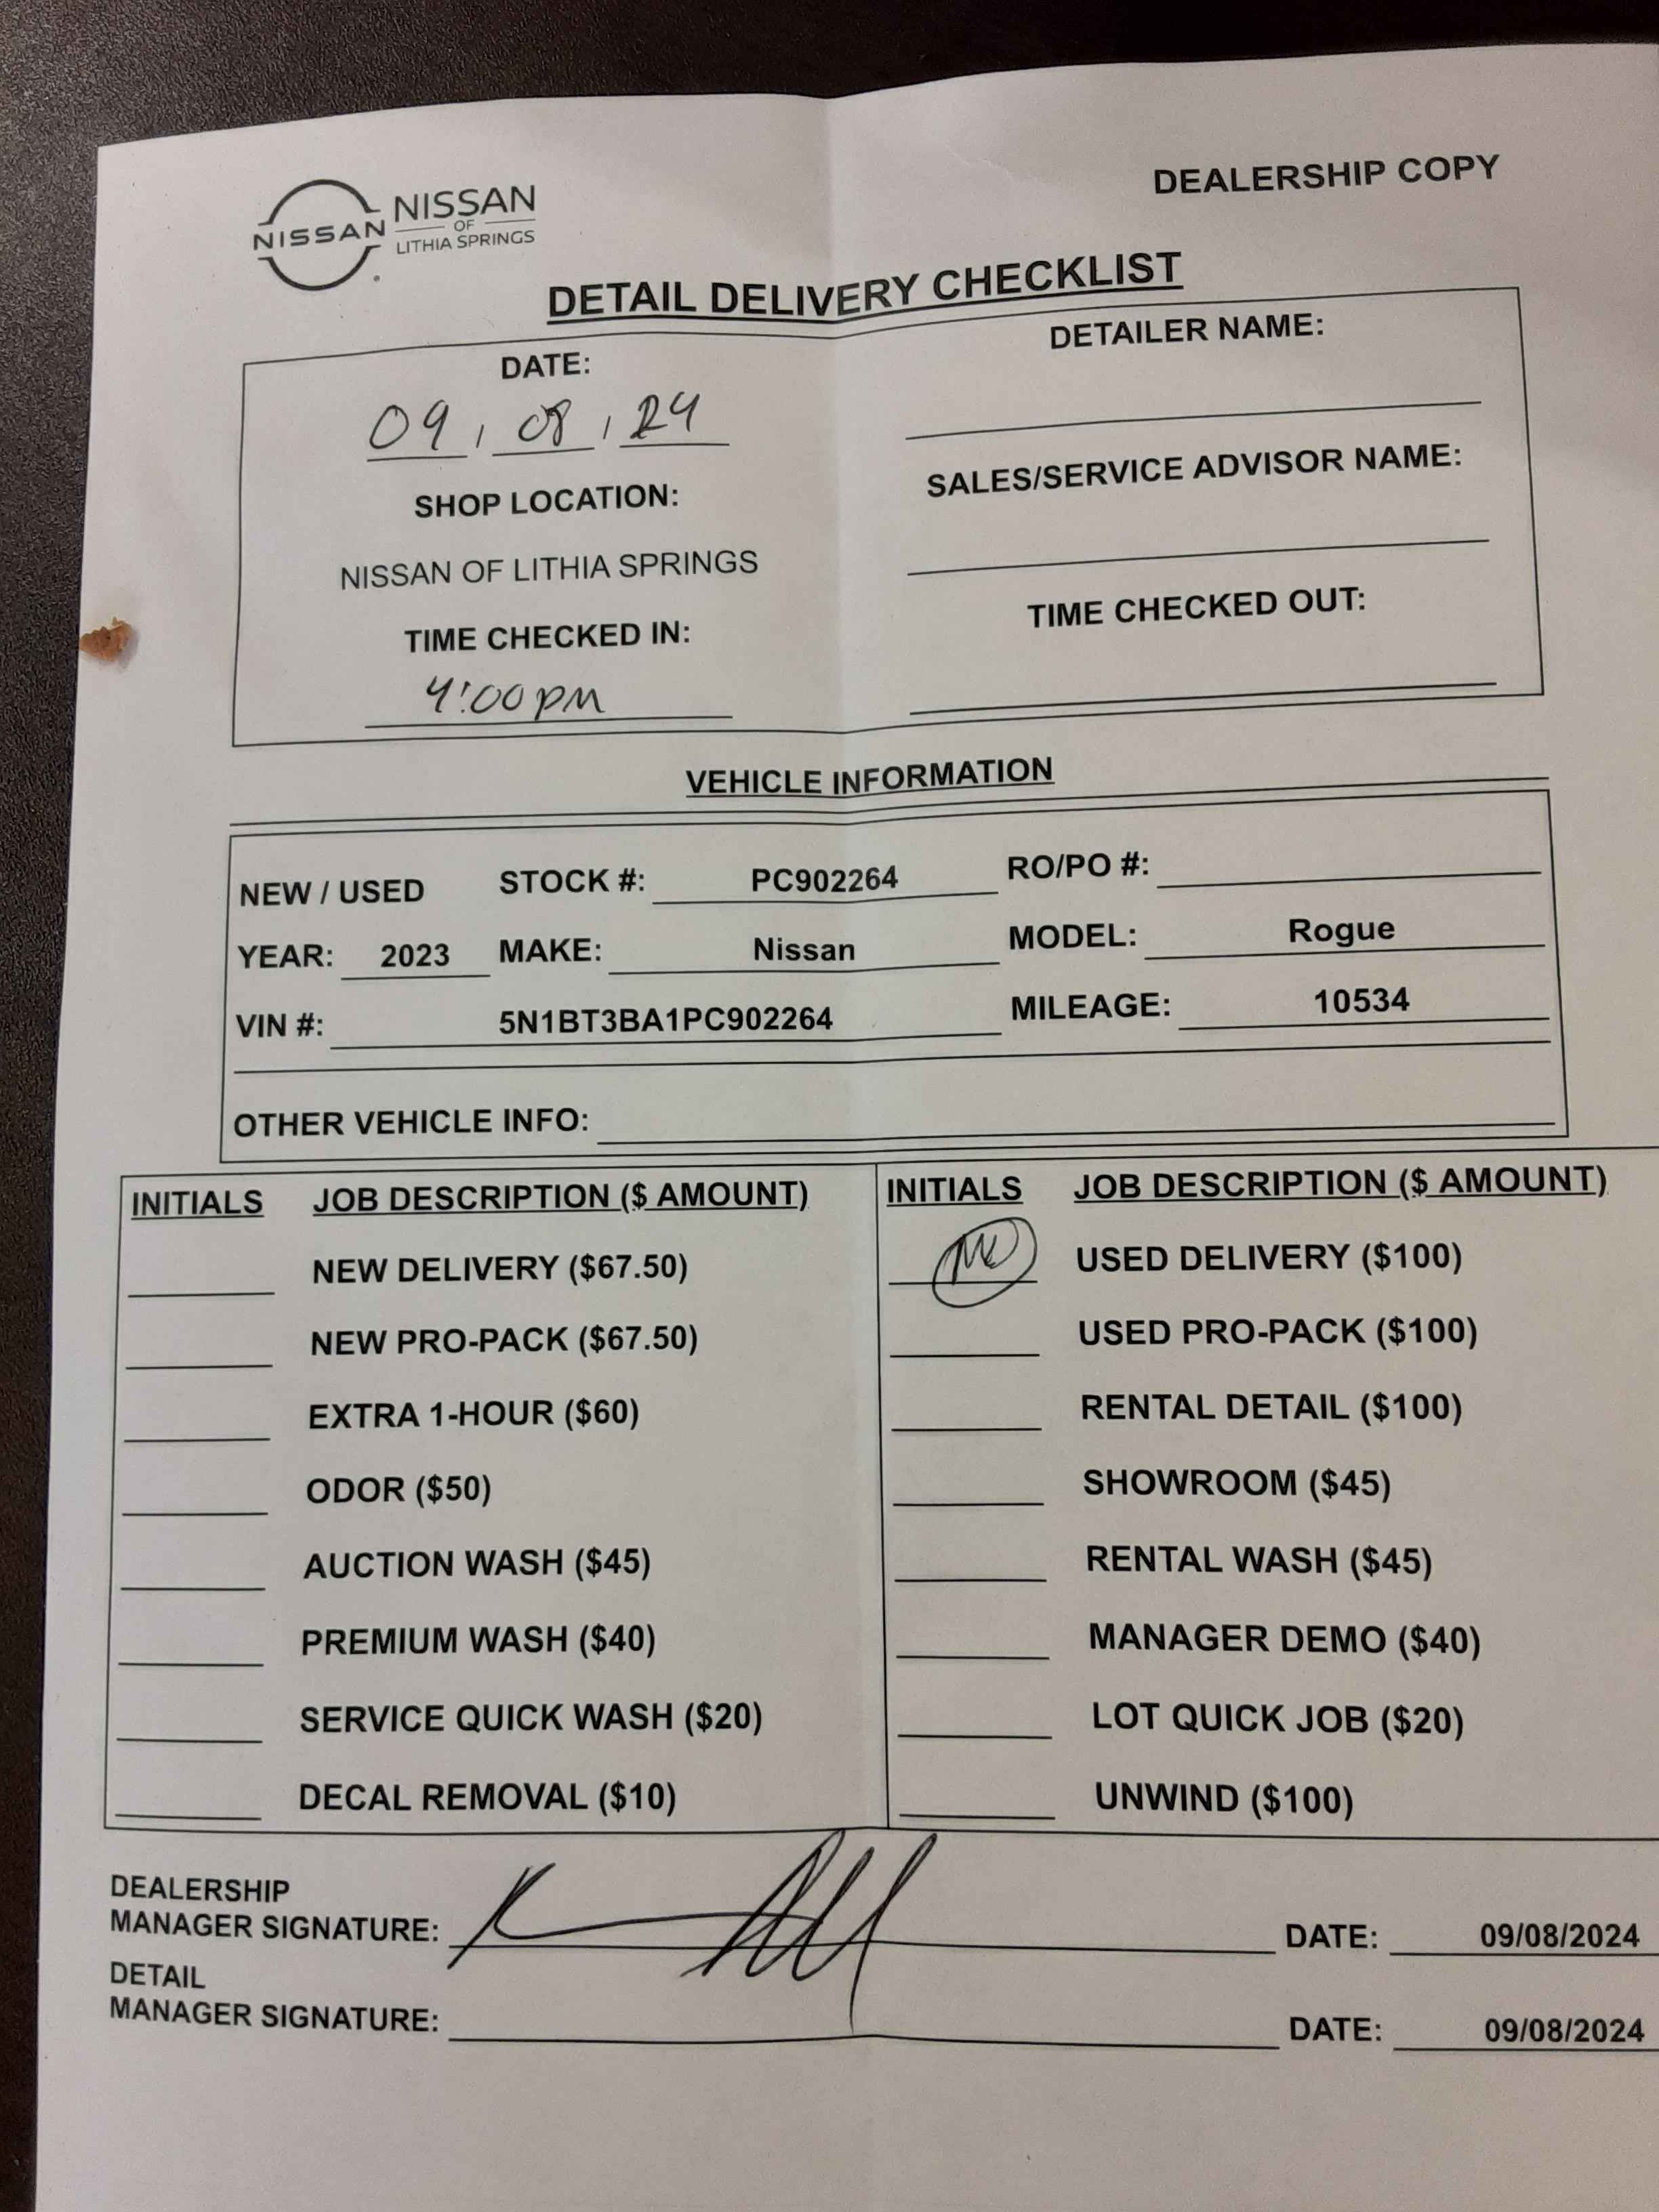 DEALERSHIP COPY
NISSAN
NISSAN
OF
LITHIA SPRINGS
DETAIL DELIVERY CHECKLIST
DATE:
09, 08, 24
SHOP LOCATION:
NISSAN OF LITHIA SPRINGS
TIME CHECKED IN:
4:00pm
DETAILER NAME:
SALES/SERVICE ADVISOR NAME:
TIME CHECKED OUT:
VEHICLE INFORMATION
NEW / USED STOCK #: PC902264 RO/PO #:
YEAR: 2023 MAKE: Nissan MODEL: Rogue
VIN #: 5N1BT3BA1PC902264 MILEAGE: 10534
OTHER VEHICLE INFO:
INITIALS JOB DESCRIPTION ($ AMOUNT)
NEW DELIVERY ($67.50)
NEW PRO-PACK ($67.50)
EXTRA 1-HOUR ($60)
ODOR ($50)
AUCTION WASH ($45)
PREMIUM WASH ($40)
SERVICE QUICK WASH ($20)
DECAL REMOVAL ($10)
INITIALS JOB DESCRIPTION ($ AMOUNT)
USED DELIVERY ($100)
USED PRO-PACK ($100)
RENTAL DETAIL ($100)
SHOWROOM ($45)
RENTAL WASH ($45)
MANAGER DEMO ($40)
LOT QUICK JOB ($20)
UNWIND ($100)
DEALERSHIP
MANAGER SIGNATURE: DATE: 09/08/2024
DETAIL
MANAGER SIGNATURE: DATE: 09/08/2024